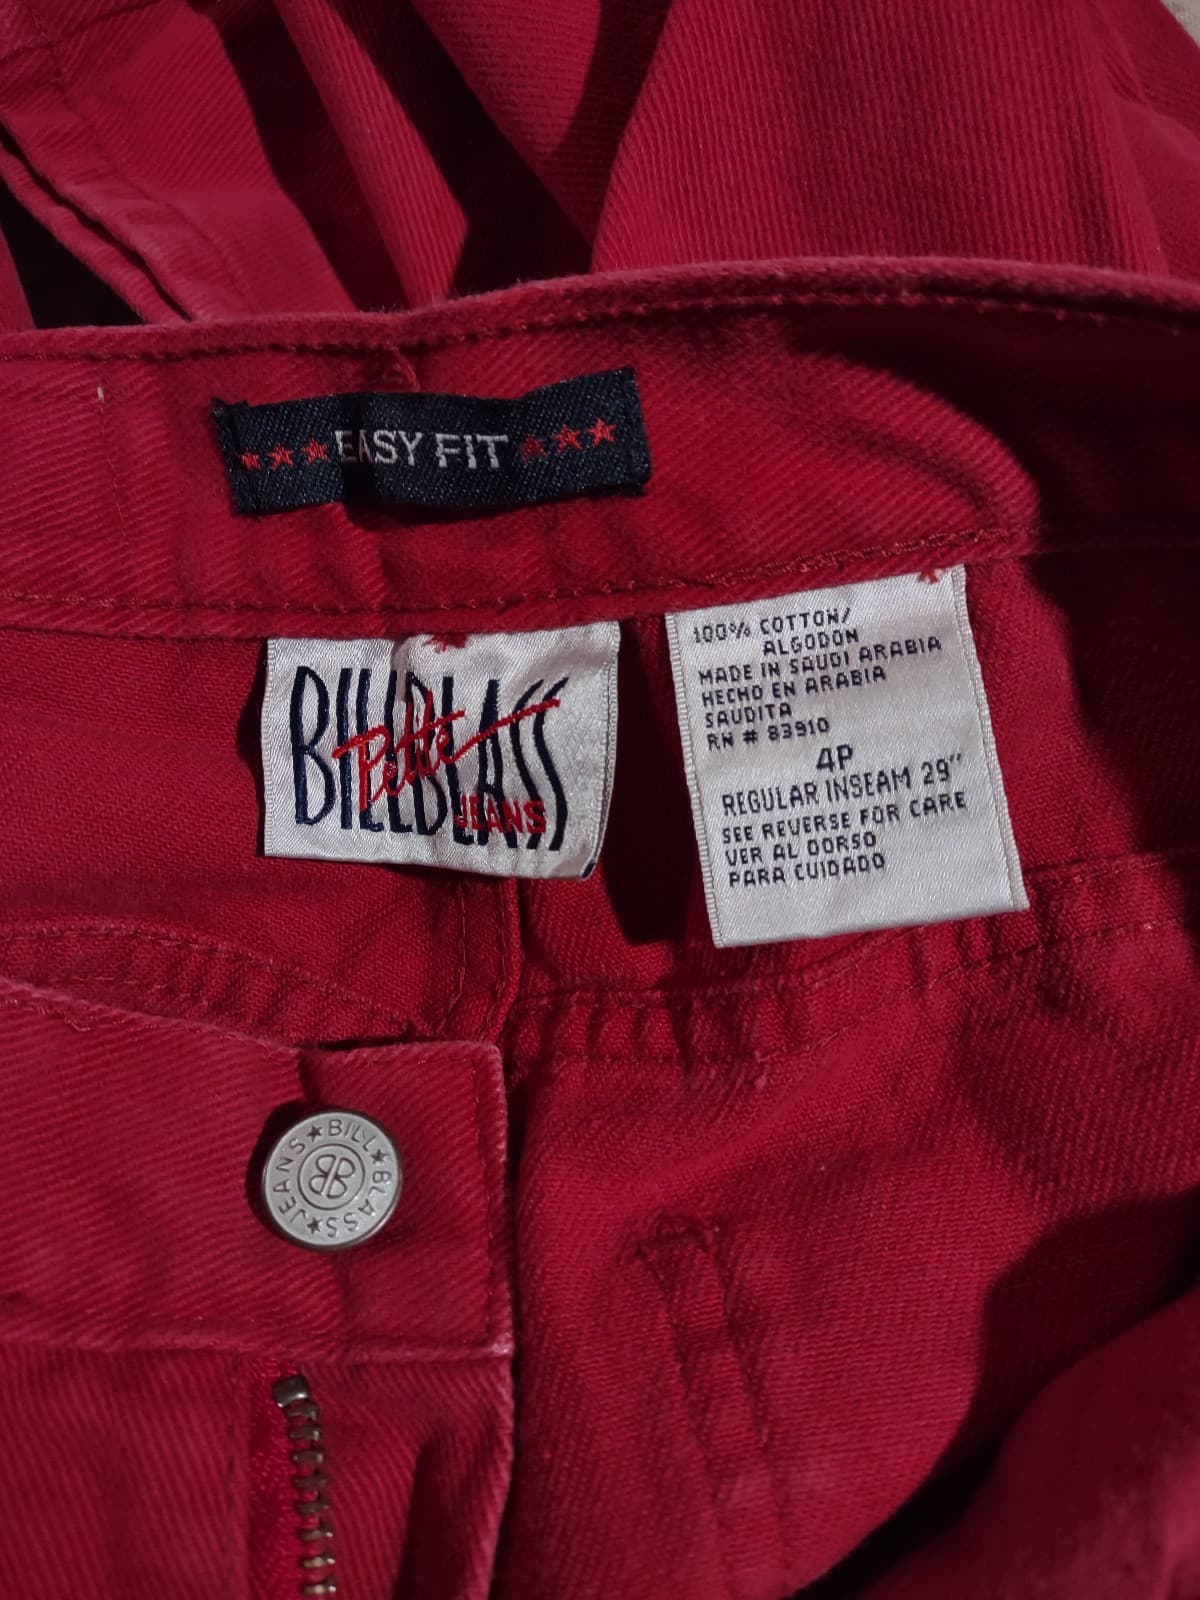 ★★★EASY FIT★★★
BILL BLASS
Petite
JEANS
100% COTTON/
ALGODON
MADE IN SAUDI ARABIA
HECHO EN ARABIA
SAUDITA
RN # 83910
4P
REGULAR INSEAM 29"
SEE REVERSE FOR CARE
VER AL DORSO
PARA CUIDADO
★BILL★BLASS★JEANS
BB